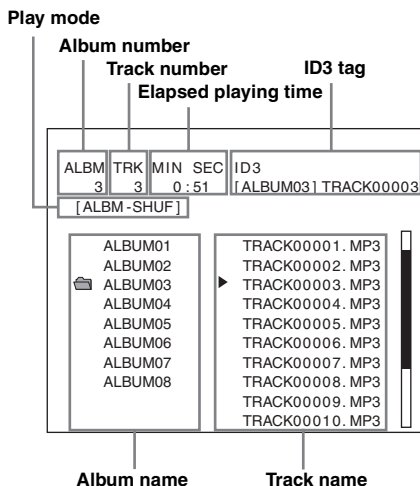 Play mode
Album number
Track number
ID3 tag
Elapsed playing time
ALBM TRK MIN SEC ID3
3 3 0:51 [ALBUM03] TRACK00003
[ALBM-SHUF]
ALBUM01 TRACK00001.MP3
ALBUM02 TRACK00002.MP3
ALBUM03 TRACK00003.MP3
ALBUM04 TRACK00004.MP3
ALBUM05 TRACK00005.MP3
ALBUM06 TRACK00006.MP3
ALBUM07 TRACK00007.MP3
ALBUM08 TRACK00008.MP3
TRACK00009.MP3
TRACK00010.MP3
Album name Track name